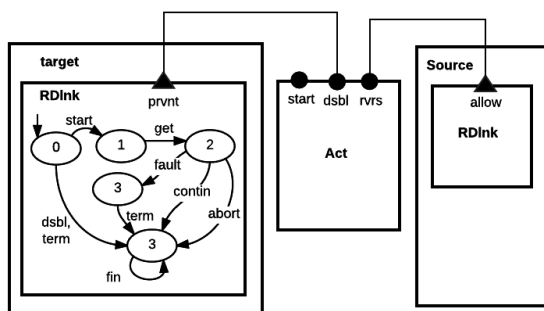 target
RDlnk
prvnt
start
get
0
1
2
fault
3
contin
term
abort
dsbl,
term
3
fin
start dsbl rvrs
Act
Source
allow
RDlnk